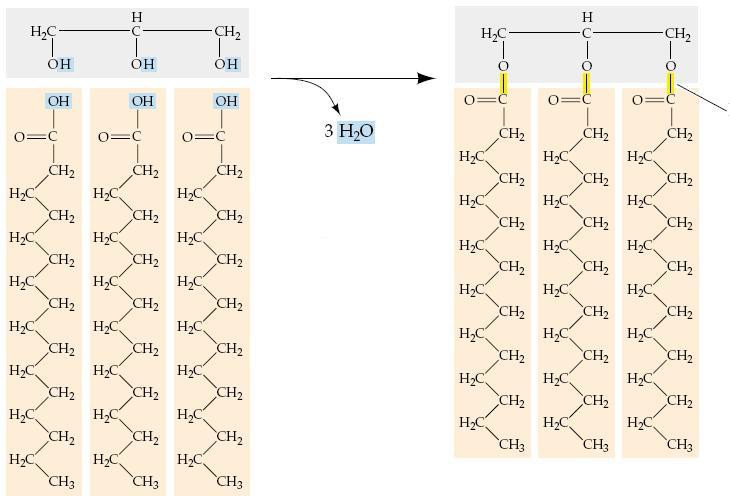 H
H₂C C CH₂
OH OH OH
OH OH OH
O=C O=C O=C
CH₂ CH₂ CH₂
H₂C H₂C H₂C
CH₂ CH₂ CH₂
H₂C H₂C H₂C
CH₂ CH₂ CH₂
H₂C H₂C H₂C
CH₂ CH₂ CH₂
H₂C H₂C H₂C
CH₂ CH₂ CH₂
H₂C H₂C H₂C
CH₂ CH₂ CH₂
H₂C H₂C H₂C
CH₂ CH₂ CH₂
H₂C H₂C H₂C
CH₃ CH₃ CH₃
3 H₂O
H
H₂C C CH₂
O O O
O=C O=C O=C
CH₂ CH₂ CH₂
H₂C H₂C H₂C
CH₂ CH₂ CH₂
H₂C H₂C H₂C
CH₂ CH₂ CH₂
H₂C H₂C H₂C
CH₂ CH₂ CH₂
H₂C H₂C H₂C
CH₂ CH₂ CH₂
H₂C H₂C H₂C
CH₂ CH₂ CH₂
H₂C H₂C H₂C
CH₂ CH₂ CH₂
H₂C H₂C H₂C
CH₃ CH₃ CH₃